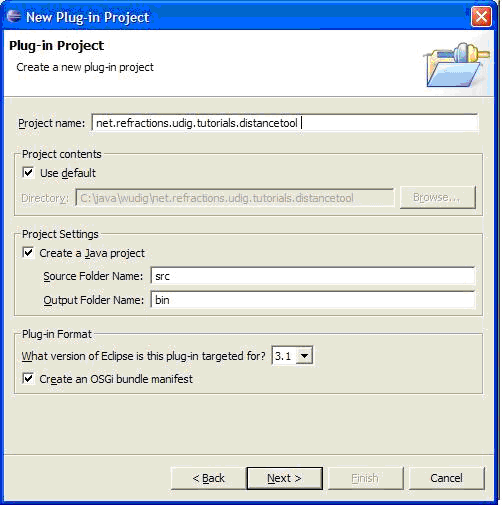 New Plug-in Project
Plug-in Project
Create a new plug-in project
Project name: net.refractions.udig.tutorials.distancetool
Project contents
Use default
Directory: C:\java\wudig\net.refractions.udig.tutorials.distancetool Browse...
Project Settings
Create a Java project
Source Folder Name: src
Output Folder Name: bin
Plug-in Format
What version of Eclipse is this plug-in targeted for? 3.1
Create an OSGi bundle manifest
< Back Next > Finish Cancel